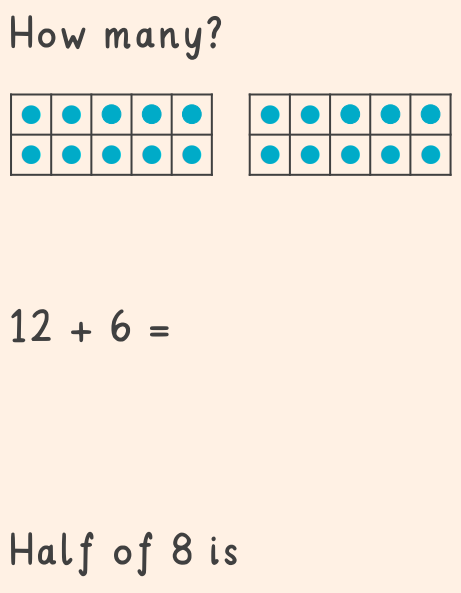 How many?
12 + 6 =
Half of 8 is